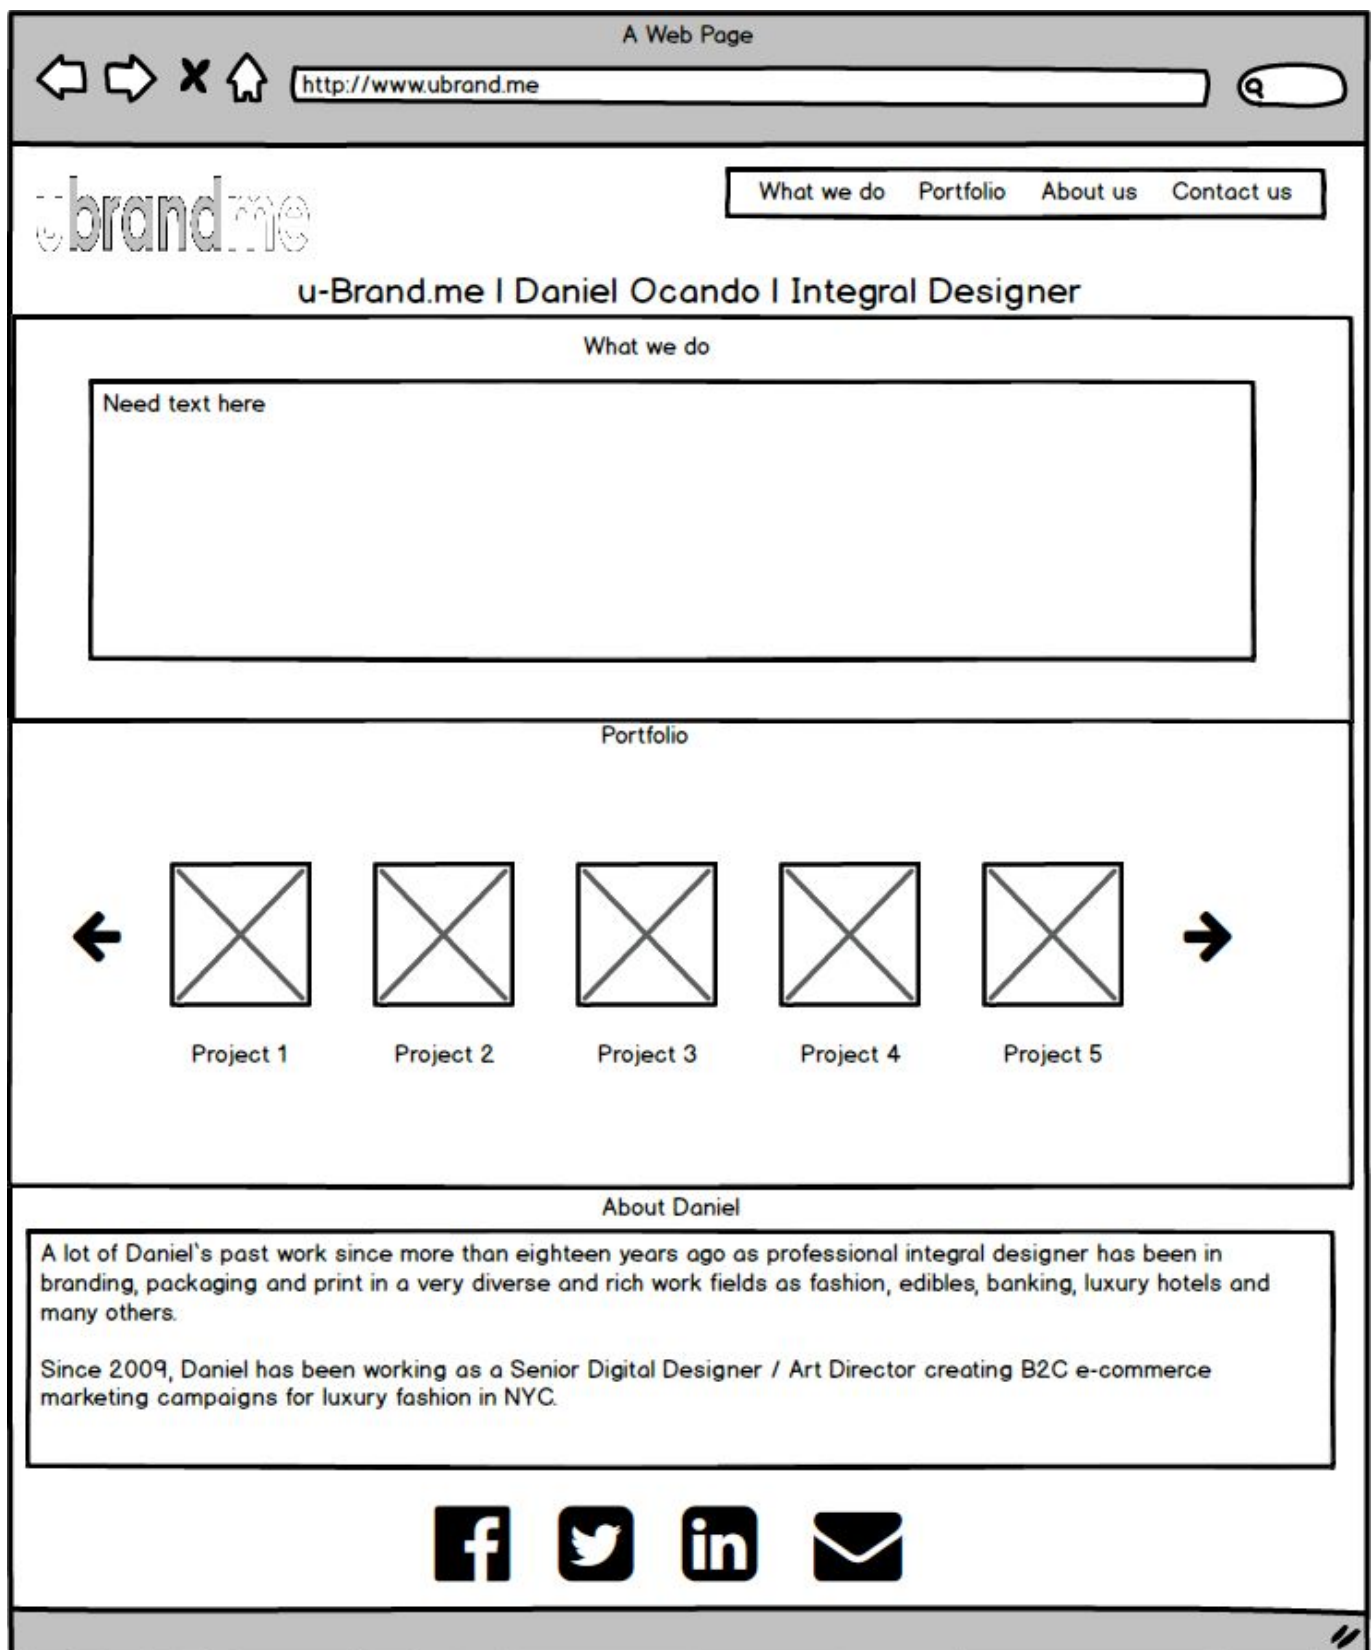 A Web Page
http://www.ubrand.me
ubrandme
What we do Portfolio About us Contact us
u-Brand.me | Daniel Ocando | Integral Designer
What we do
Need text here
Portfolio
Project 1 Project 2 Project 3 Project 4 Project 5
About Daniel
A lot of Daniel`s past work since more than eighteen years ago as professional integral designer has been in
branding, packaging and print in a very diverse and rich work fields as fashion, edibles, banking, luxury hotels and
many others.
Since 2009, Daniel has been working as a Senior Digital Designer / Art Director creating B2C e-commerce
marketing campaigns for luxury fashion in NYC.